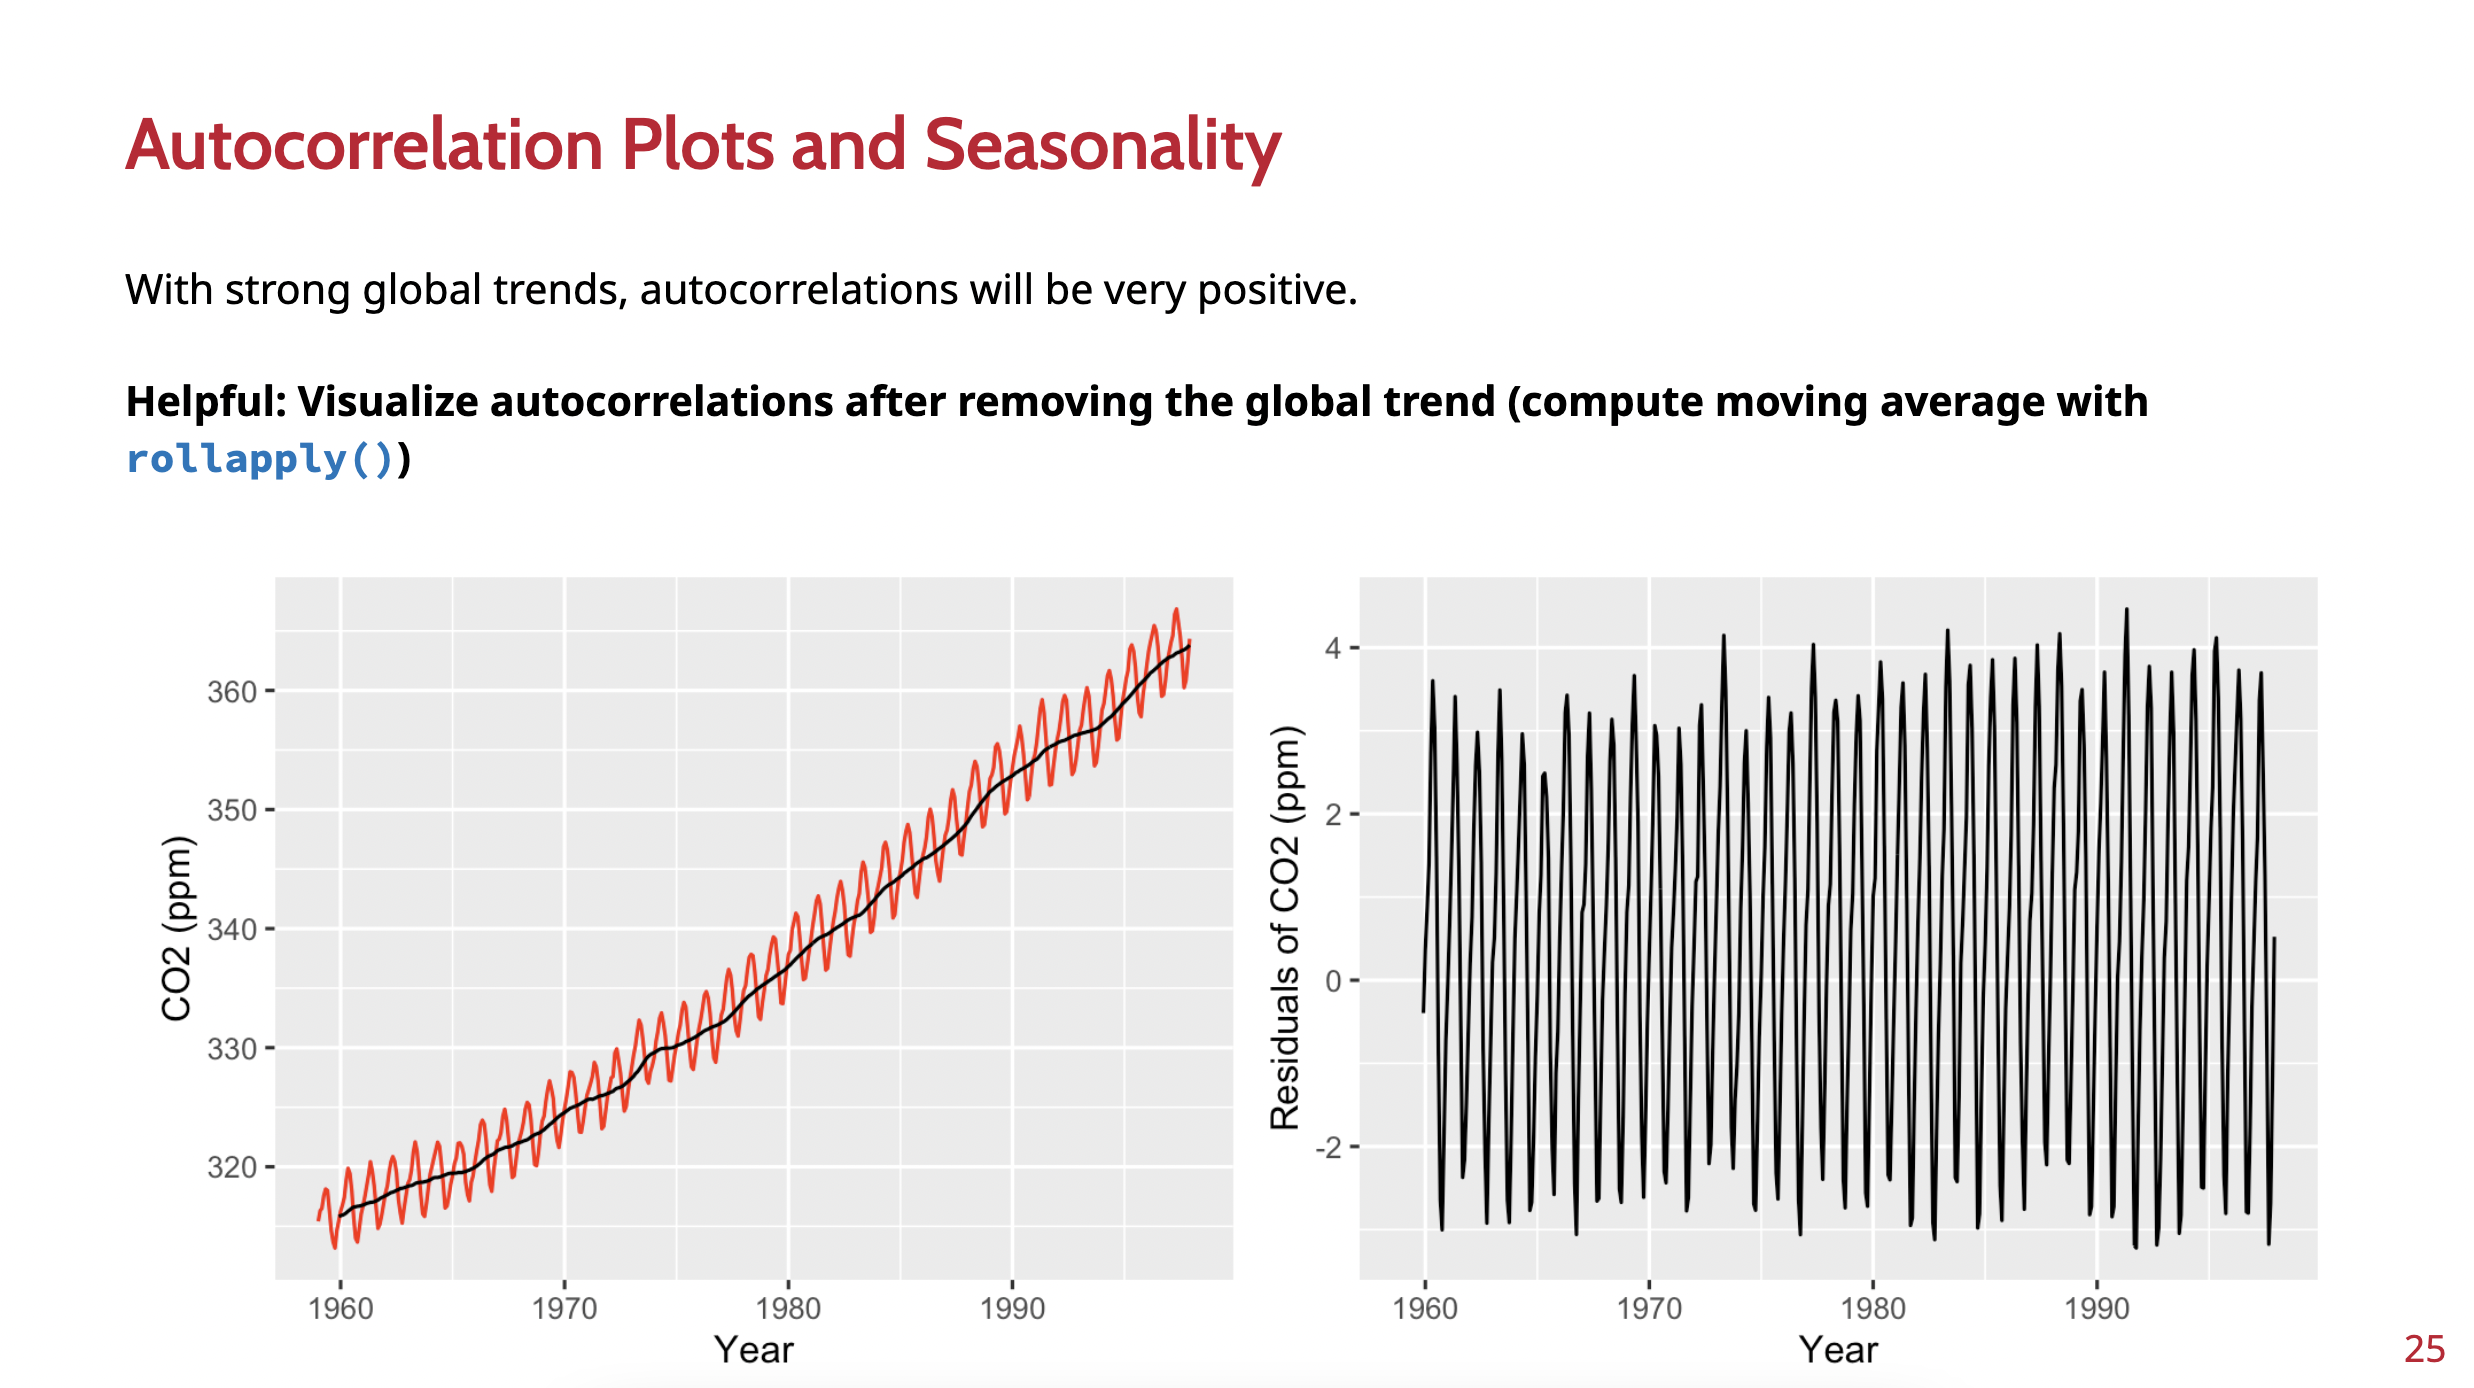 Autocorrelation Plots and Seasonality
With strong global trends, autocorrelations will be very positive.
Helpful: Visualize autocorrelations after removing the global trend (compute moving average with
rollapply())
CO2 (ppm)
360
350
340
330
320
1960 1970 1980 1990
Year
Residuals of CO2 (ppm)
4
2
0
-2
1960 1970 1980 1990
Year
25